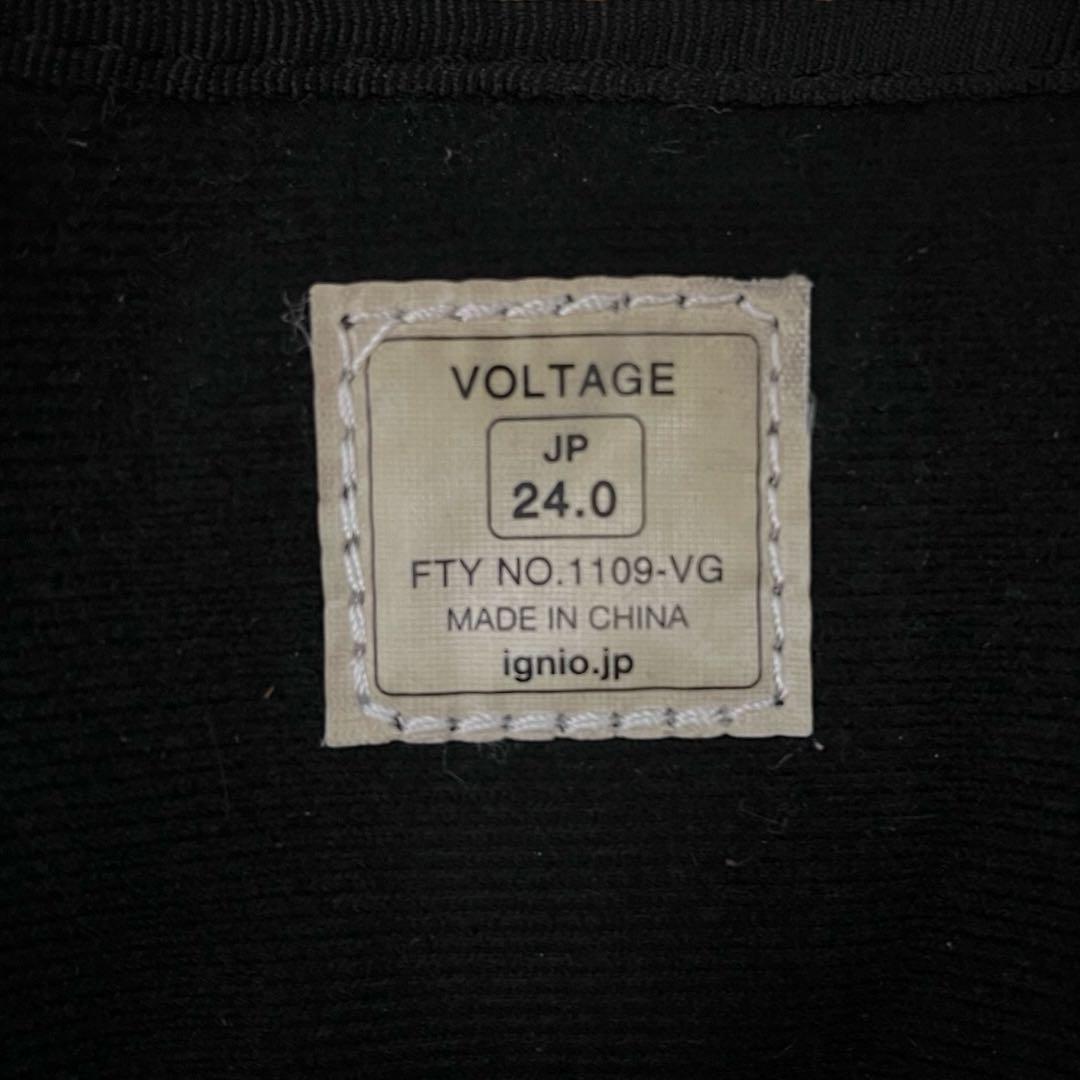 VOLTAGE
JP
24.0
FTY NO.1109-VG
MADE IN CHINA
ignio.jp